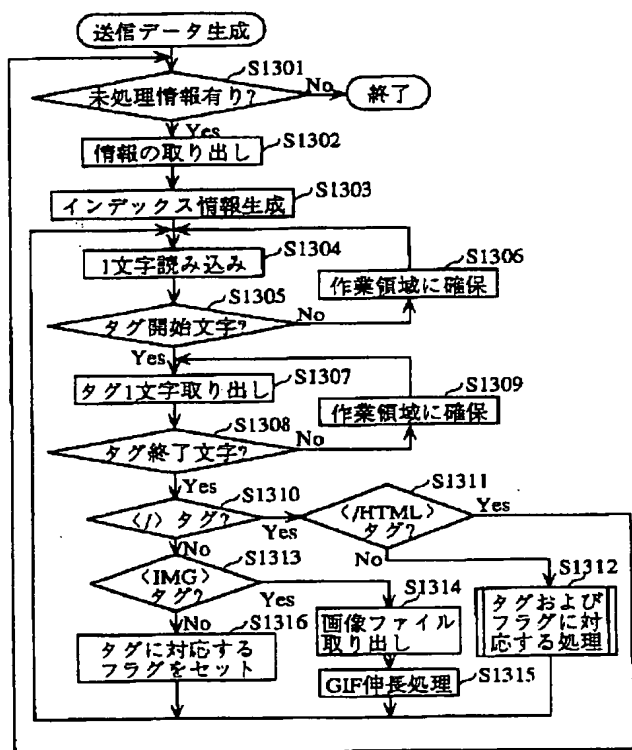 送信データ生成
S1301
未処理情報有り?
No
終了
Yes
情報の取り出し
S1302
インデックス情報生成
S1303
1文字読み込み
S1304
S1306
作業領域に確保
S1305
タグ開始文字?
No
Yes
タグ1文字取り出し
S1307
S1309
作業領域に確保
S1308
タグ終了文字?
No
Yes
S1310
〈/〉タグ?
Yes
S1311
〈/HTML〉
タグ?
Yes
No
No
S1313
〈IMG〉
タグ?
Yes
S1312
タグおよび
フラグに対
応する処理
S1314
画像ファイル
取り出し
No
S1316
タグに対応する
フラグをセット
GIF伸長処理
S1315